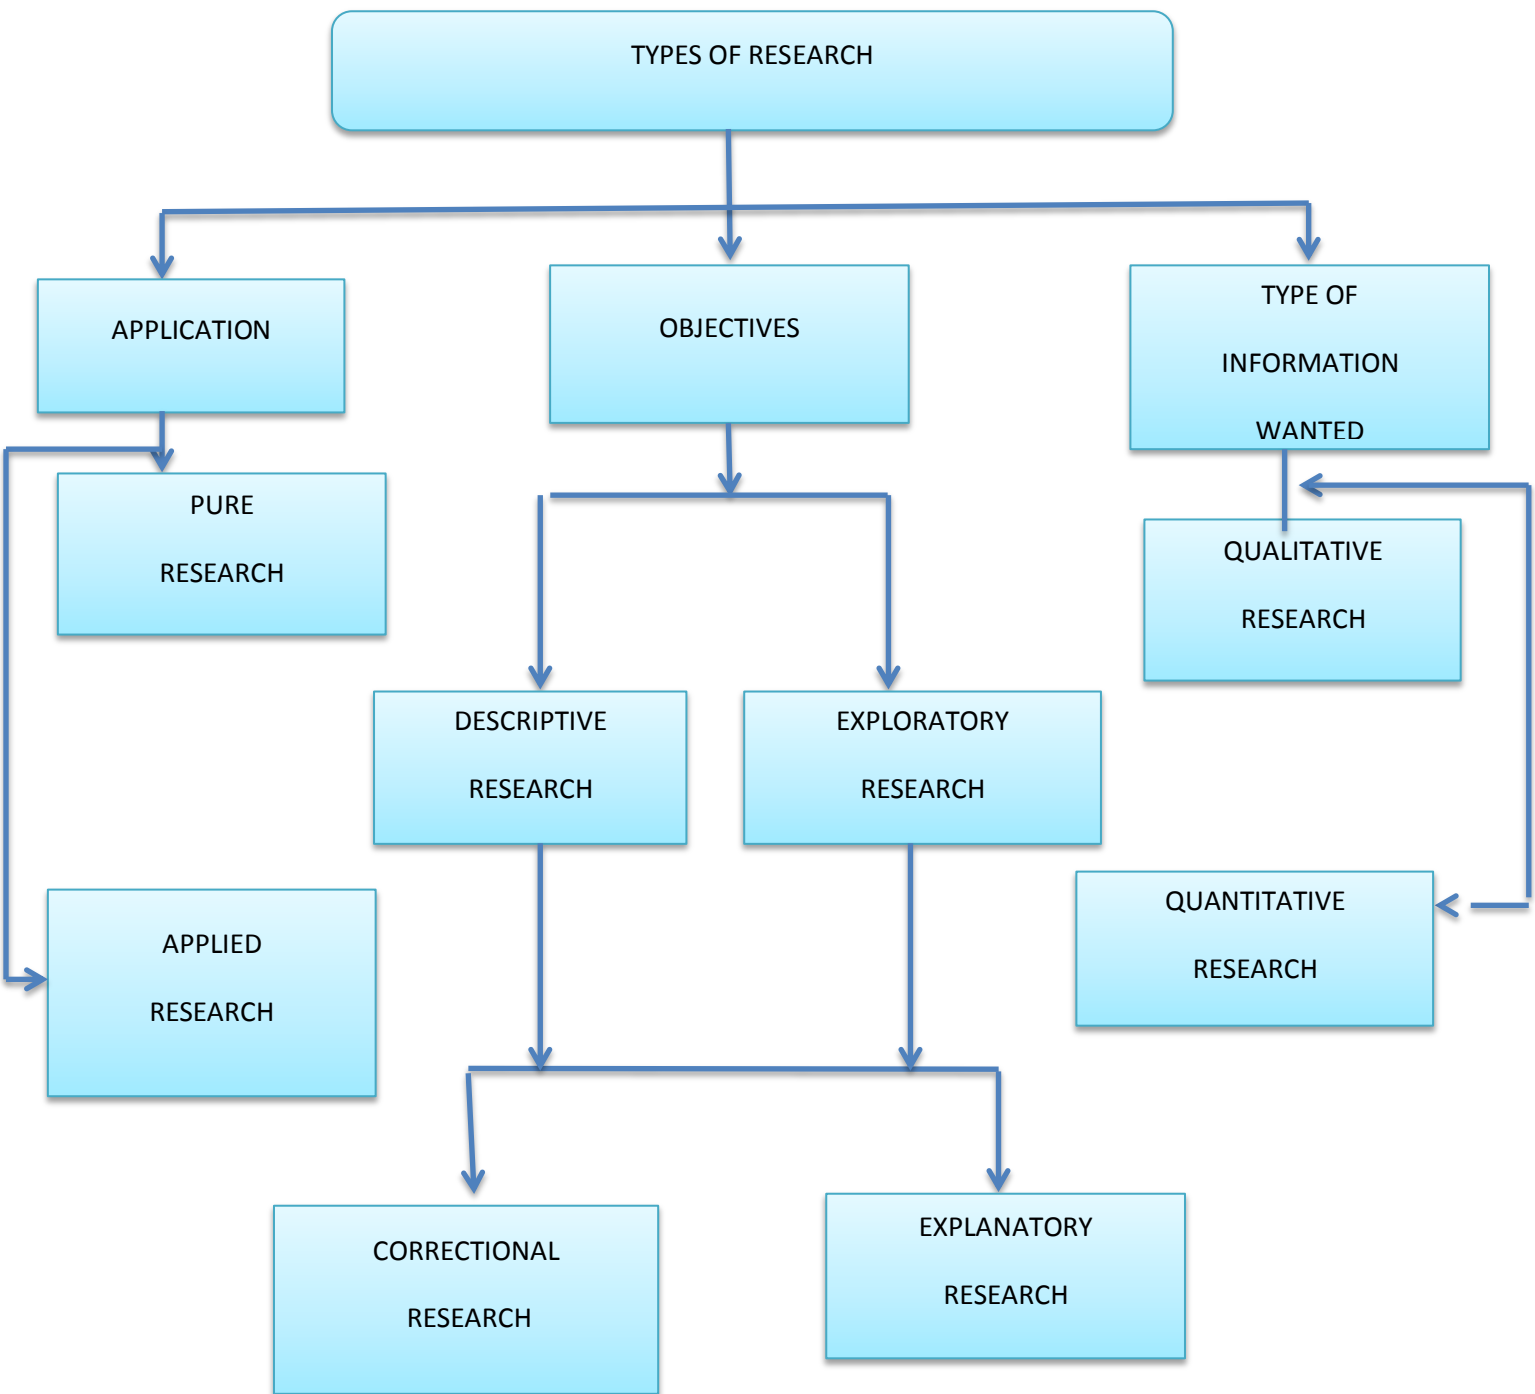 TYPES OF RESEARCH
APPLICATION
OBJECTIVES
TYPE OF
INFORMATION
WANTED
PURE
RESEARCH
QUALITATIVE
RESEARCH
DESCRIPTIVE
RESEARCH
EXPLORATORY
RESEARCH
APPLIED
RESEARCH
QUANTITATIVE
RESEARCH
CORRECTIONAL
RESEARCH
EXPLANATORY
RESEARCH